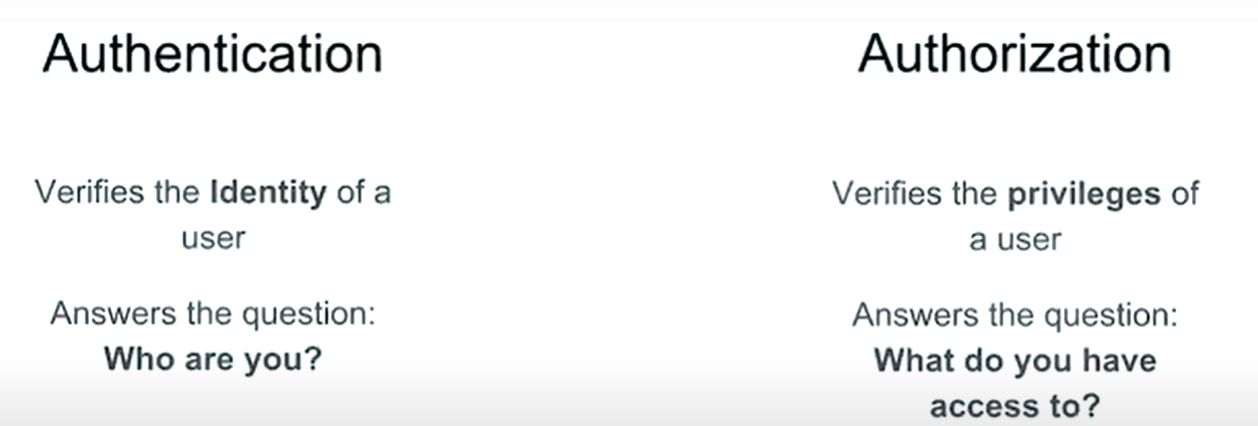 Authentication
Verifies the Identity of a
user
Answers the question:
Who are you?
Authorization
Verifies the privileges of
a user
Answers the question:
What do you have
access to?